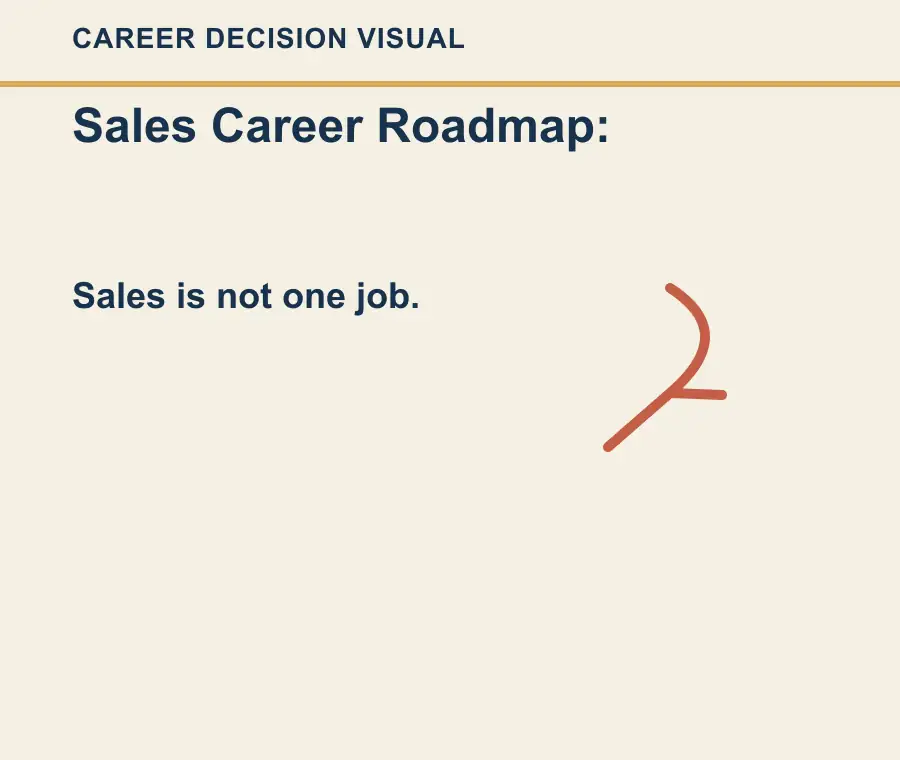 CAREER DECISION VISUAL
Sales Career Roadmap:
Sales is not one job.